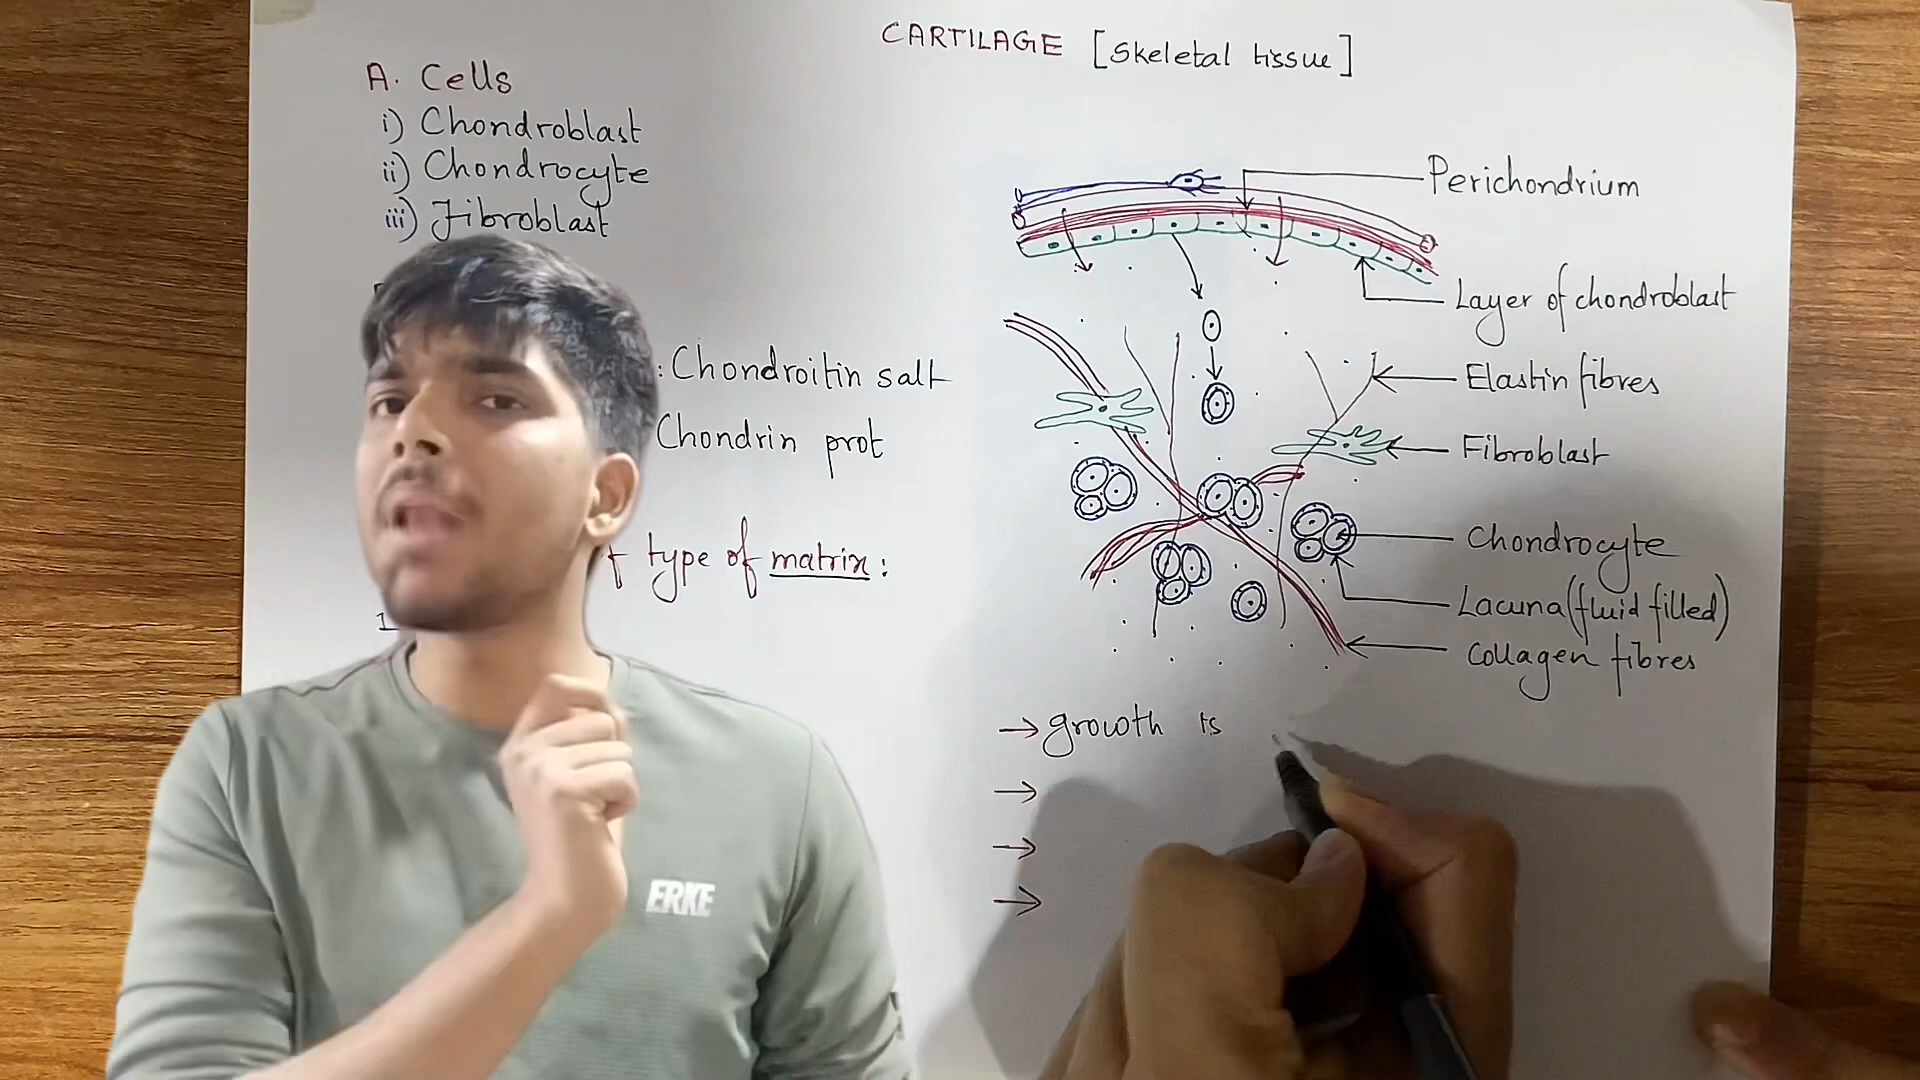 CARTILAGE [Skeletal tissue]
A. Cells
i) Chondroblast
ii) Chondrocyte
iii) Fibroblast
: Chondroitin salt
Chondrin prot
type of matrix:
1
Perichondrium
Layer of chondroblast
Elastin fibres
Fibroblast
Chondrocyte
Lacuna (fluid filled)
Collagen fibres
→ growth is
→
→
→
ERKE